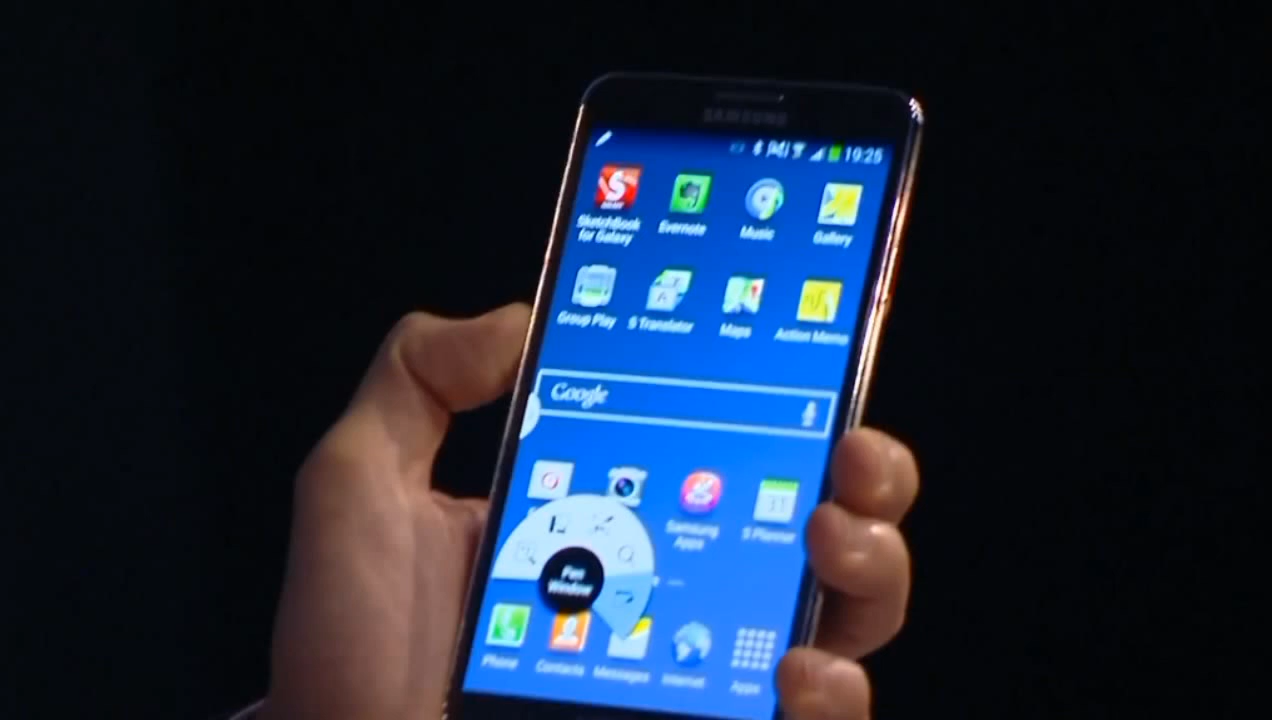 SAMSUNG
19:25
SketchBook
for Galaxy
Evernote
Music
Gallery
Group Play
S Translator
Maps
Action Memo
Google
31
Samsung
Apps
S Planner
Pen
Window
Phone
Contacts
Messages
Internet
Apps